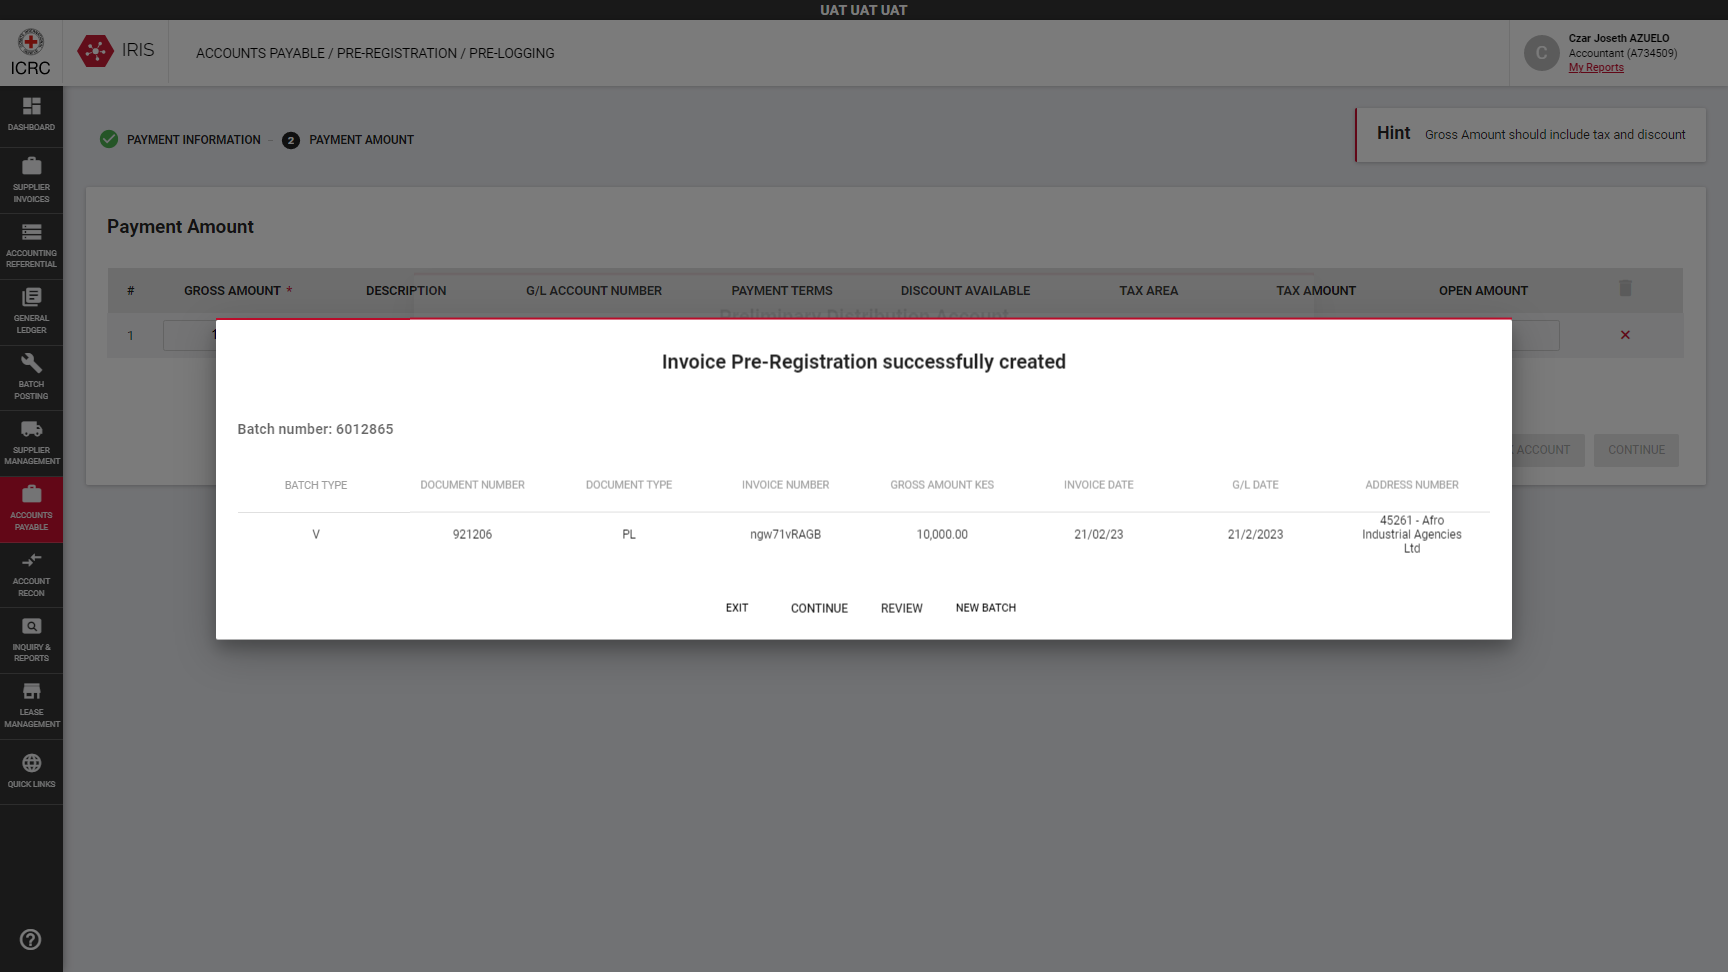 UAT UAT UAT
ICRC
IRIS
ACCOUNTS PAYABLE / PRE-REGISTRATION / PRE-LOGGING
C
Czar Joseth AZUELO
Accountant (A734509)
My Reports
DASHBOARD
SUPPLIER
INVOICES
ACCOUNTING
REFERENTIAL
GENERAL
LEDGER
BATCH
POSTING
SUPPLIER
MANAGEMENT
ACCOUNTS
PAYABLE
ACCOUNT
RECON
INQUIRY &
REPORTS
LEASE
MANAGEMENT
QUICK LINKS
PAYMENT INFORMATION
2 PAYMENT AMOUNT
Hint Gross Amount should include tax and discount
Payment Amount
# GROSS AMOUNT * DESCRIPTION G/L ACCOUNT NUMBER PAYMENT TERMS DISCOUNT AVAILABLE TAX AREA TAX AMOUNT OPEN AMOUNT
Preliminary Distribution Account
1
ACCOUNT CONTINUE
Invoice Pre-Registration successfully created
Batch number: 6012865
BATCH TYPE DOCUMENT NUMBER DOCUMENT TYPE INVOICE NUMBER GROSS AMOUNT KES INVOICE DATE G/L DATE ADDRESS NUMBER
V 921206 PL ngw71vRAGB 10,000.00 21/02/23 21/2/2023 45261 - Afro
Industrial Agencies
Ltd
EXIT CONTINUE REVIEW NEW BATCH